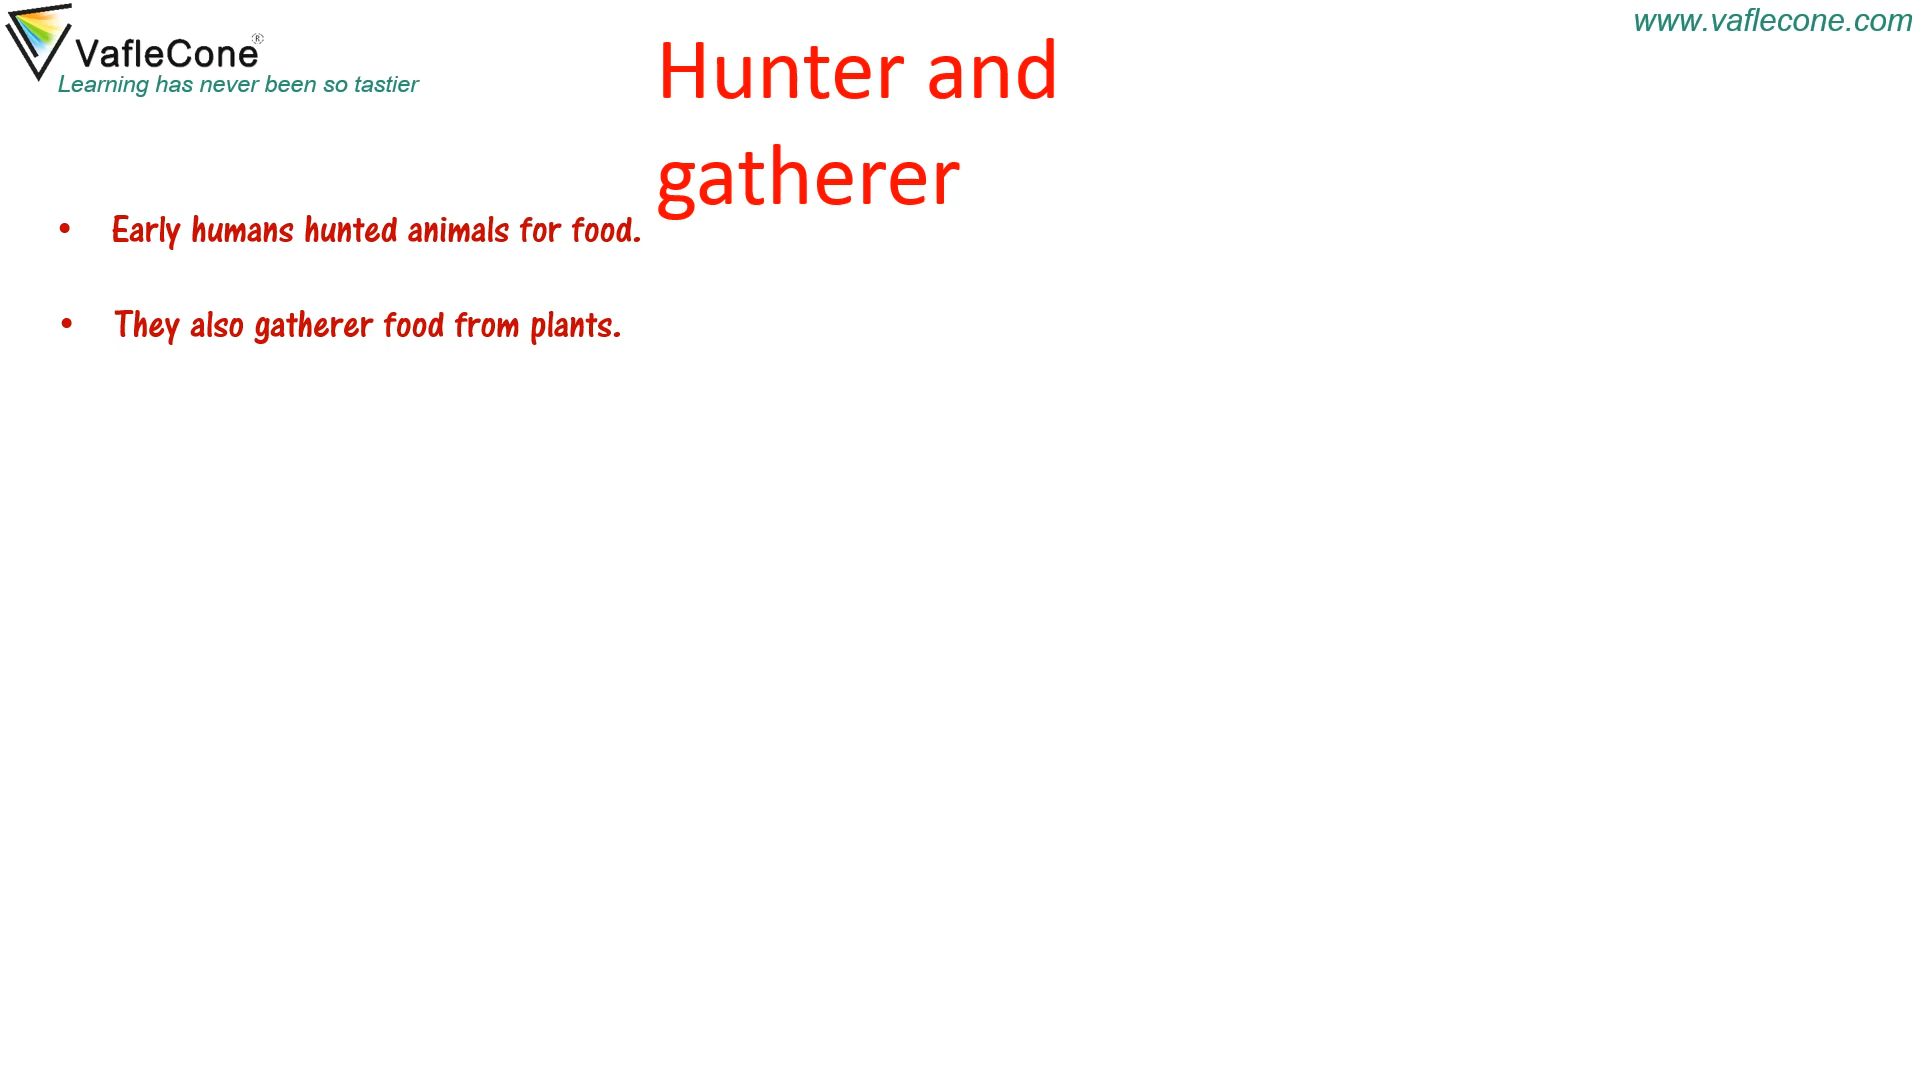 VafleCone®
Learning has never been so tastier
www.vaflecone.com
Hunter and
gatherer
• Early humans hunted animals for food.
• They also gatherer food from plants.